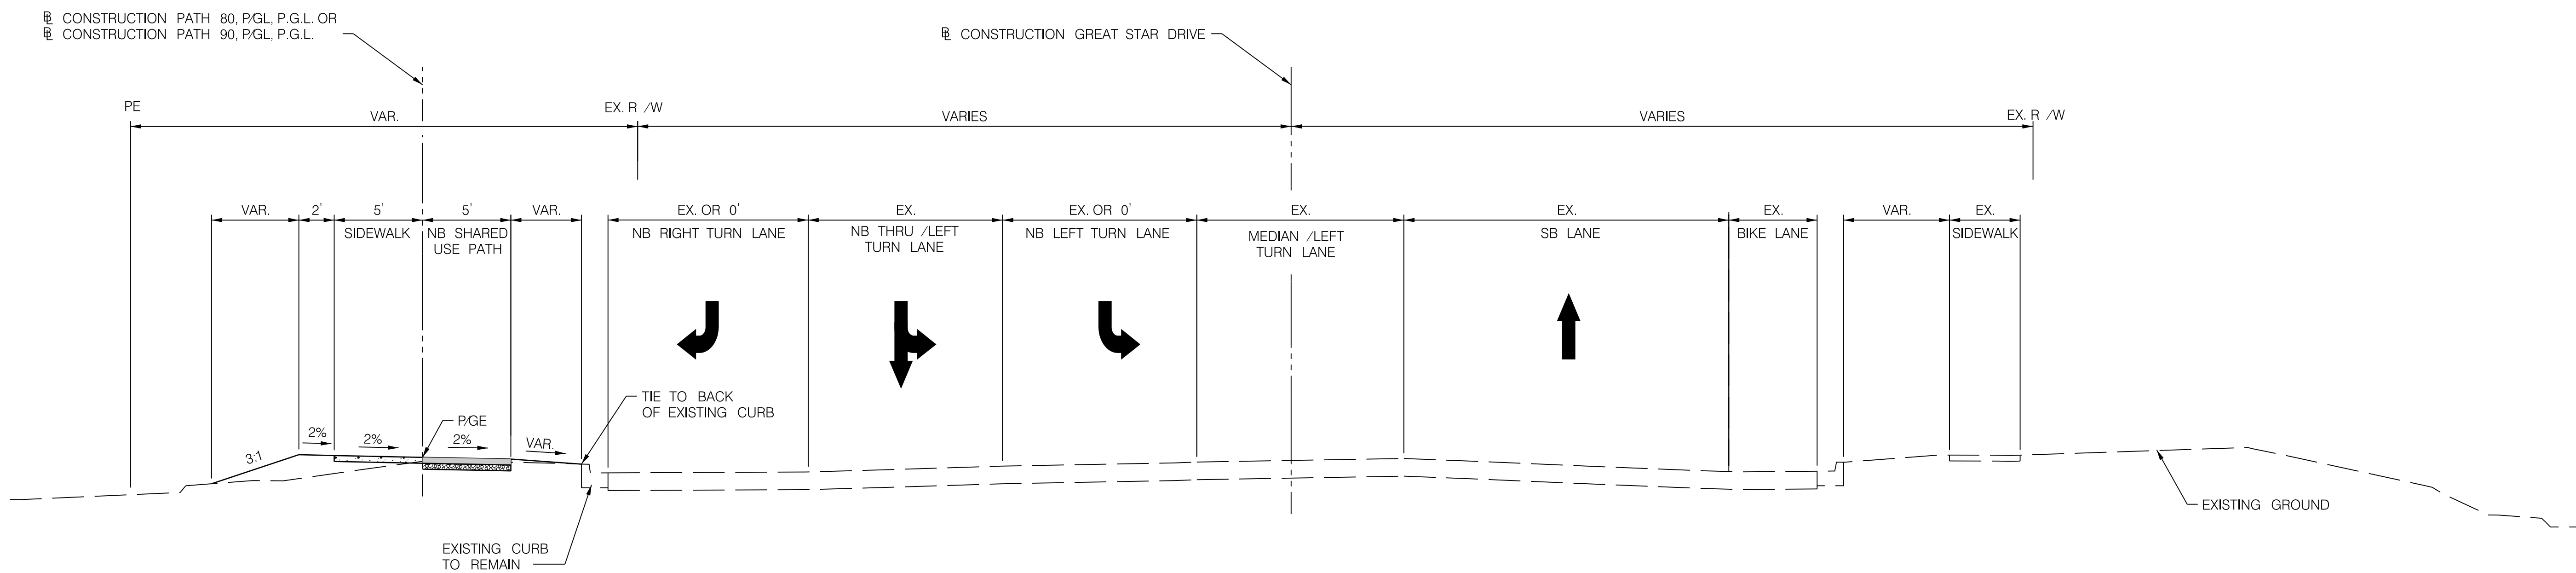 ℄ CONSTRUCTION PATH 80, P/GL, P.G.L. OR
℄ CONSTRUCTION PATH 90, P/GL, P.G.L.
℄ CONSTRUCTION GREAT STAR DRIVE
PE
VAR.
EX. R /W
VARIES
VARIES
EX. R /W
VAR.
2'
5'
5'
VAR.
EX. OR 0'
EX.
EX. OR 0'
EX.
EX.
EX.
VAR.
EX.
SIDEWALK
NB SHARED
USE PATH
NB RIGHT TURN LANE
NB THRU /LEFT
TURN LANE
NB LEFT TURN LANE
MEDIAN /LEFT
TURN LANE
SB LANE
BIKE LANE
SIDEWALK
TIE TO BACK
OF EXISTING CURB
P/GE
3:1
2%
2%
2%
VAR.
EXISTING GROUND
EXISTING CURB
TO REMAIN